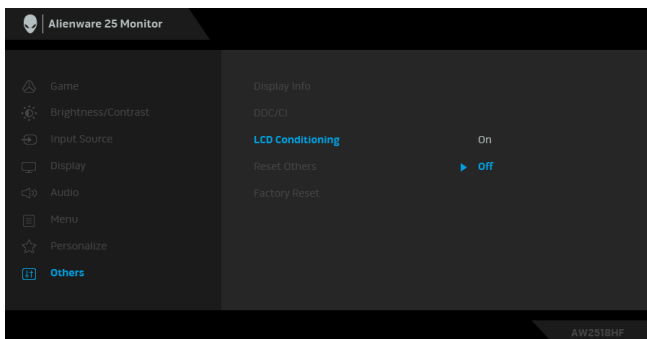 Alienware 25 Monitor
Game
Display Info
Brightness/Contrast
DDC/CI
Input Source
LCD Conditioning
On
Display
Reset Others
Off
Audio
Factory Reset
Menu
Personalize
Others
AW2518HF